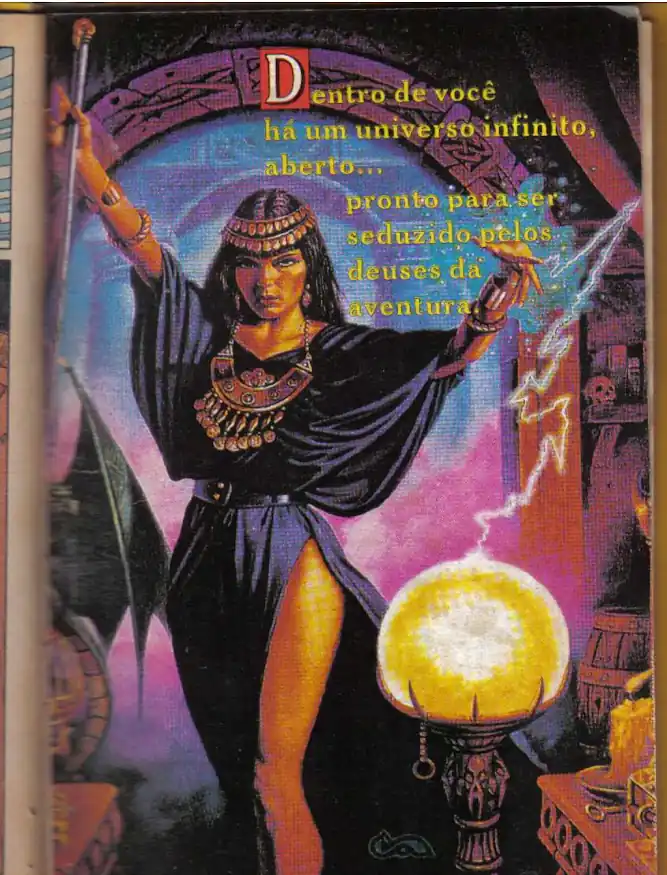 Dentro de você
há um universo infinito,
aberto...
pronto para ser
seduzido pelos
deuses da
aventura.